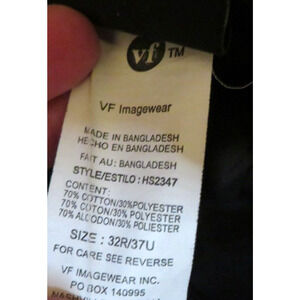 vf TM
VF Imagewear
MADE IN BANGLADESH
HECHO EN BANGLADESH
FAIT AU: BANGLADESH
STYLE/ESTILO: HS2347
CONTENT:
70% COTTON/30%POLYESTER
70% COTON/30% POLYESTER
70% ALGODON/30% POLIESTER
SIZE : 32R/37U
FOR CARE SEE REVERSE
VF IMAGEWEAR INC.
PO BOX 140995